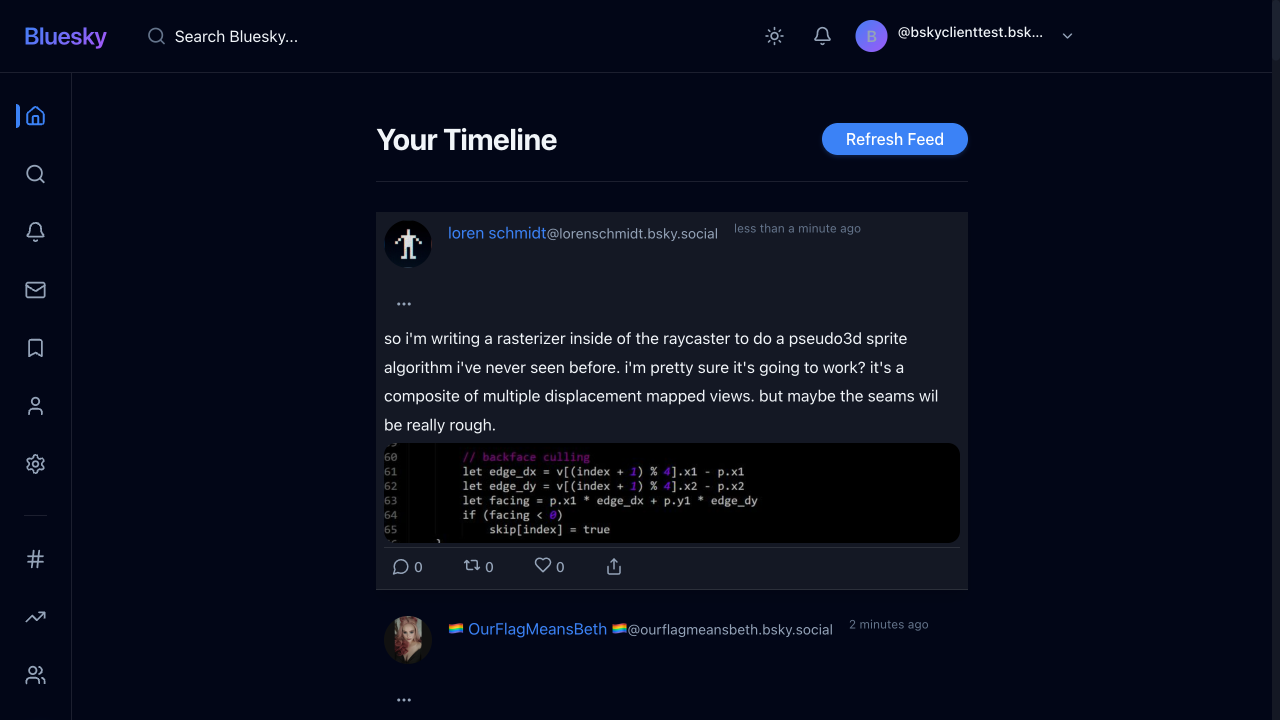 Bluesky
Search Bluesky...
B
@bskyclienttest.bsk...
Your Timeline
Refresh Feed
loren schmidt@lorenschmidt.bsky.social
less than a minute ago
so i'm writing a rasterizer inside of the raycaster to do a pseudo3d sprite
algorithm i've never seen before. i'm pretty sure it's going to work? it's a
composite of multiple displacement mapped views. but maybe the seams wil
be really rough.
60 // backface culling
61 let edge_dx = v[(index + 1) % 4].x1 - p.x1
62 let edge_dy = v[(index + 1) % 4].x2 - p.x2
63 let facing = p.x1 * edge_dx + p.y1 * edge_dy
64 if (facing < 0)
65 skip[index] = true
0 0 0
🏳️‍🌈 OurFlagMeansBeth 🏳️‍🌈@ourflagmeansbeth.bsky.social
2 minutes ago